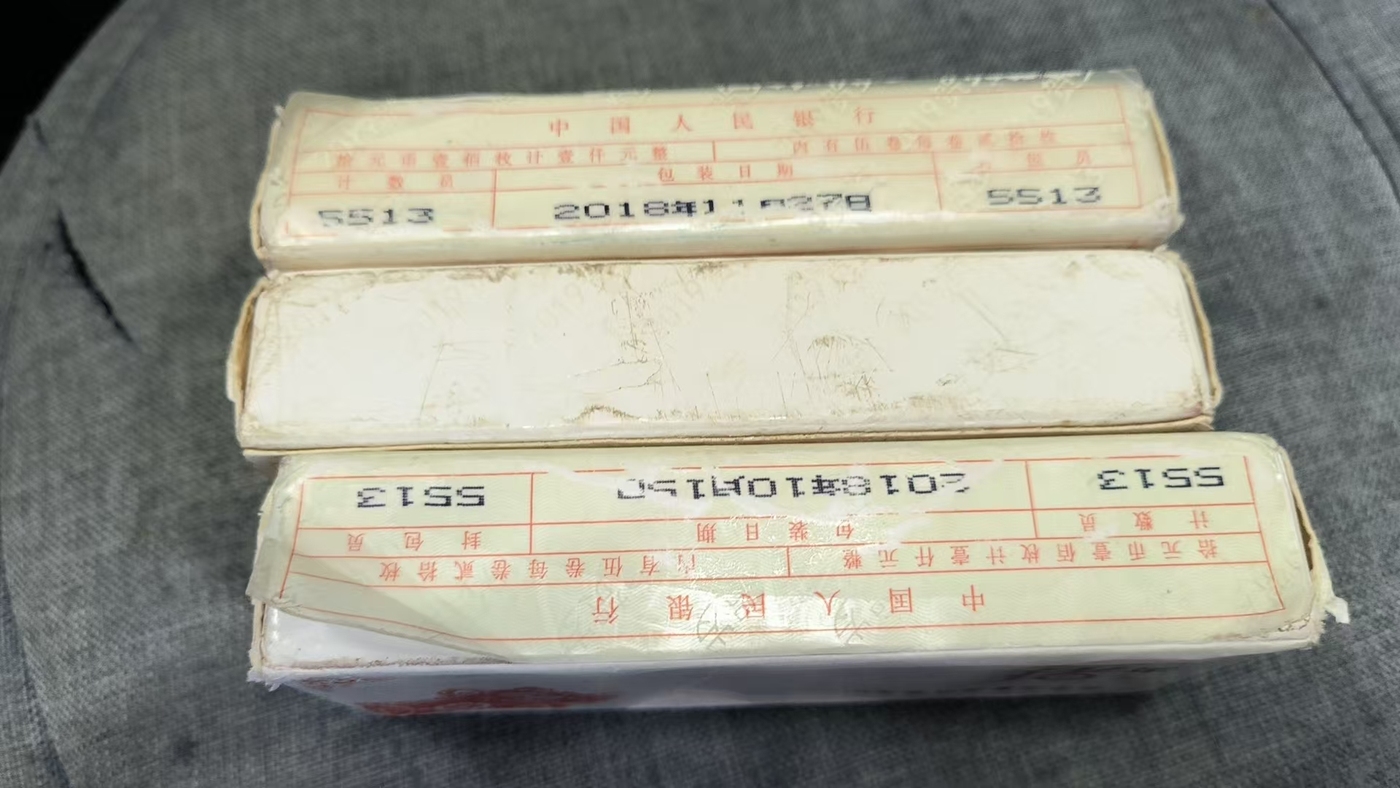 中国人民银行
拾元币壹佰枚计壹仟元整 内有伍卷每卷贰拾枚
计数员 包装日期 封包员
5513 2018年11月27日 5513
5513 2018年10月15日 5513
计数员 包装日期 封包员
拾元币壹佰枚计壹仟元整 内有伍卷每卷贰拾枚
中国人民银行